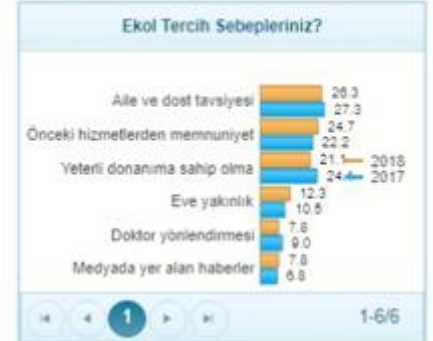 Ekol Tercih Sebepleriniz?
Aile ve dost tavsiyesi 26.3
27.3
Önceki hizmetlerden memnuniyet 24.7
22.2
Yeterli donanıma sahip olma 21.1 2018
2017
Eve yakınlık 12.3
10.5
Doktor yönlendirmesi 7.8
9.0
Medyada yer alan haberler 7.8
6.8
1 1-6/6